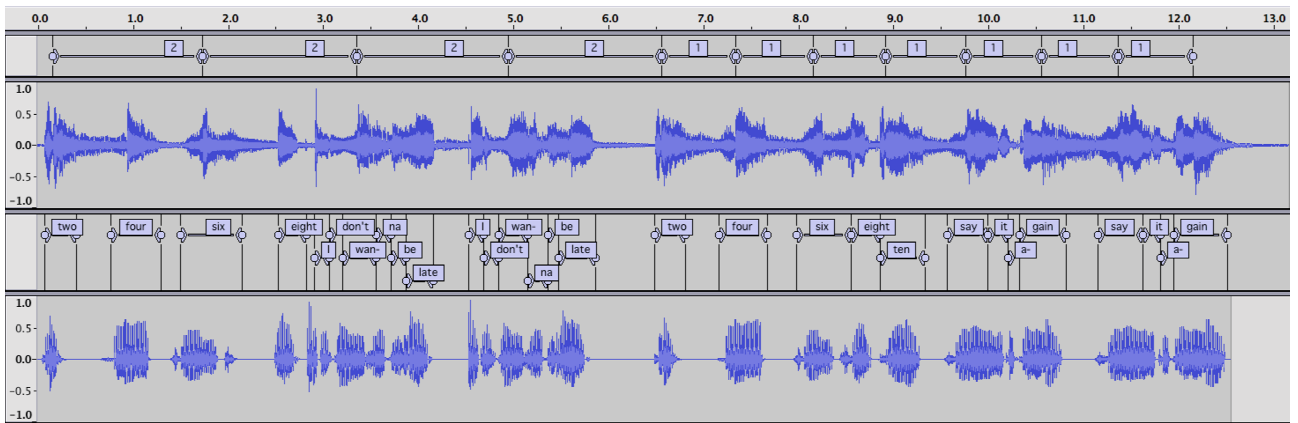 0.0 1.0 2.0 3.0 4.0 5.0 6.0 7.0 8.0 9.0 10.0 11.0 12.0 13.0
2 2 2 2 1 1 1 1 1 1 1
1.0
0.5-
0.0-
-0.5-
-1.0
two four six eight don't na I wan- be two four six eight say it gain say it gain
I wan- be don't late ten a- a-
late na
1.0
0.5-
0.0-
-0.5-
-1.0